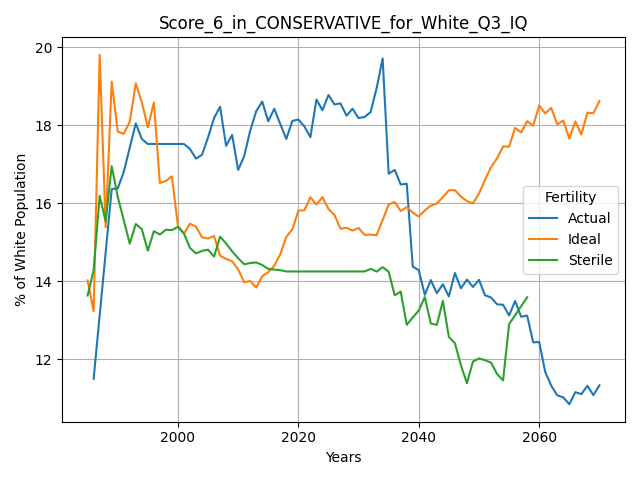 Score_6_in_CONSERVATIVE_for_White_Q3_IQ
% of White Population
20
18
16
14
12
Fertility
Actual
Ideal
Sterile
2000
2020
2040
2060
Years